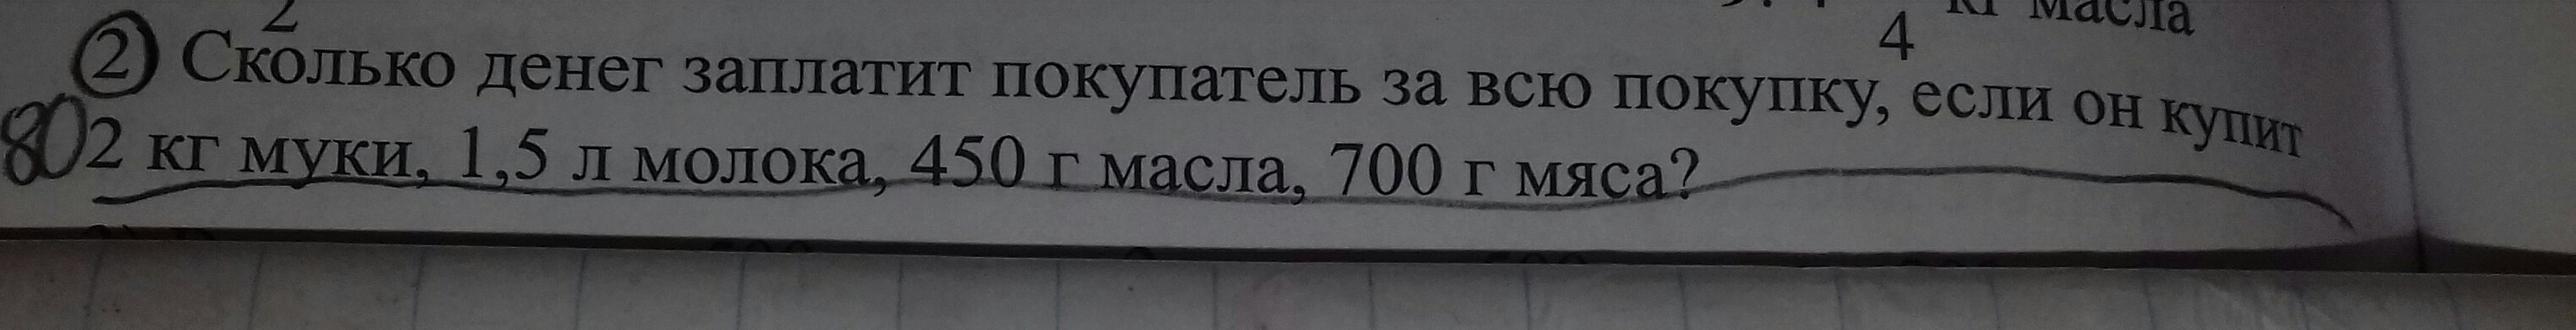 2
4 кг масла
② Сколько денег заплатит покупатель за всю покупку, если он купит
80 2 кг муки, 1,5 л молока, 450 г масла, 700 г мяса?